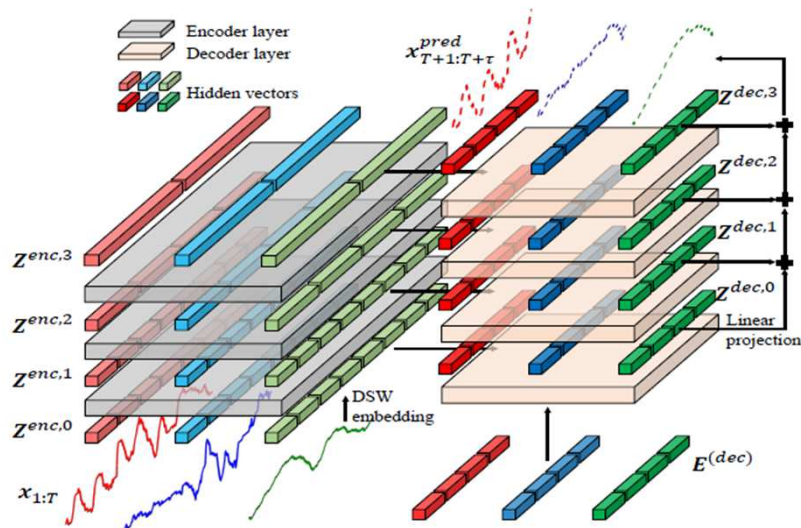 Encoder layer
Decoder layer
Hidden vectors
x^{pred}_{T+1:T+τ}
Z^{dec,3}
Z^{dec,2}
Z^{dec,1}
Z^{dec,0}
Linear
projection
Z^{enc,3}
Z^{enc,2}
Z^{enc,1}
Z^{enc,0}
DSW
embedding
x_{1:T}
E^{(dec)}